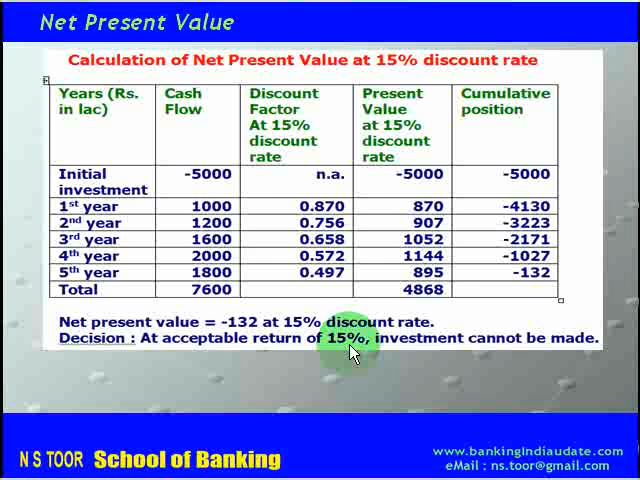 Net Present Value
Calculation of Net Present Value at 15% discount rate
Years (Rs. in lac) Cash Flow Discount Factor At 15% discount rate Present Value at 15% discount rate Cumulative position
Initial investment -5000 n.a. -5000 -5000
1st year 1000 0.870 870 -4130
2nd year 1200 0.756 907 -3223
3rd year 1600 0.658 1052 -2171
4th year 2000 0.572 1144 -1027
5th year 1800 0.497 895 -132
Total 7600 4868
Net present value = -132 at 15% discount rate.
Decision : At acceptable return of 15%, investment cannot be made.
N S TOOR School of Banking
www.bankingindiaudate.com
eMail : ns.toor@gmail.com